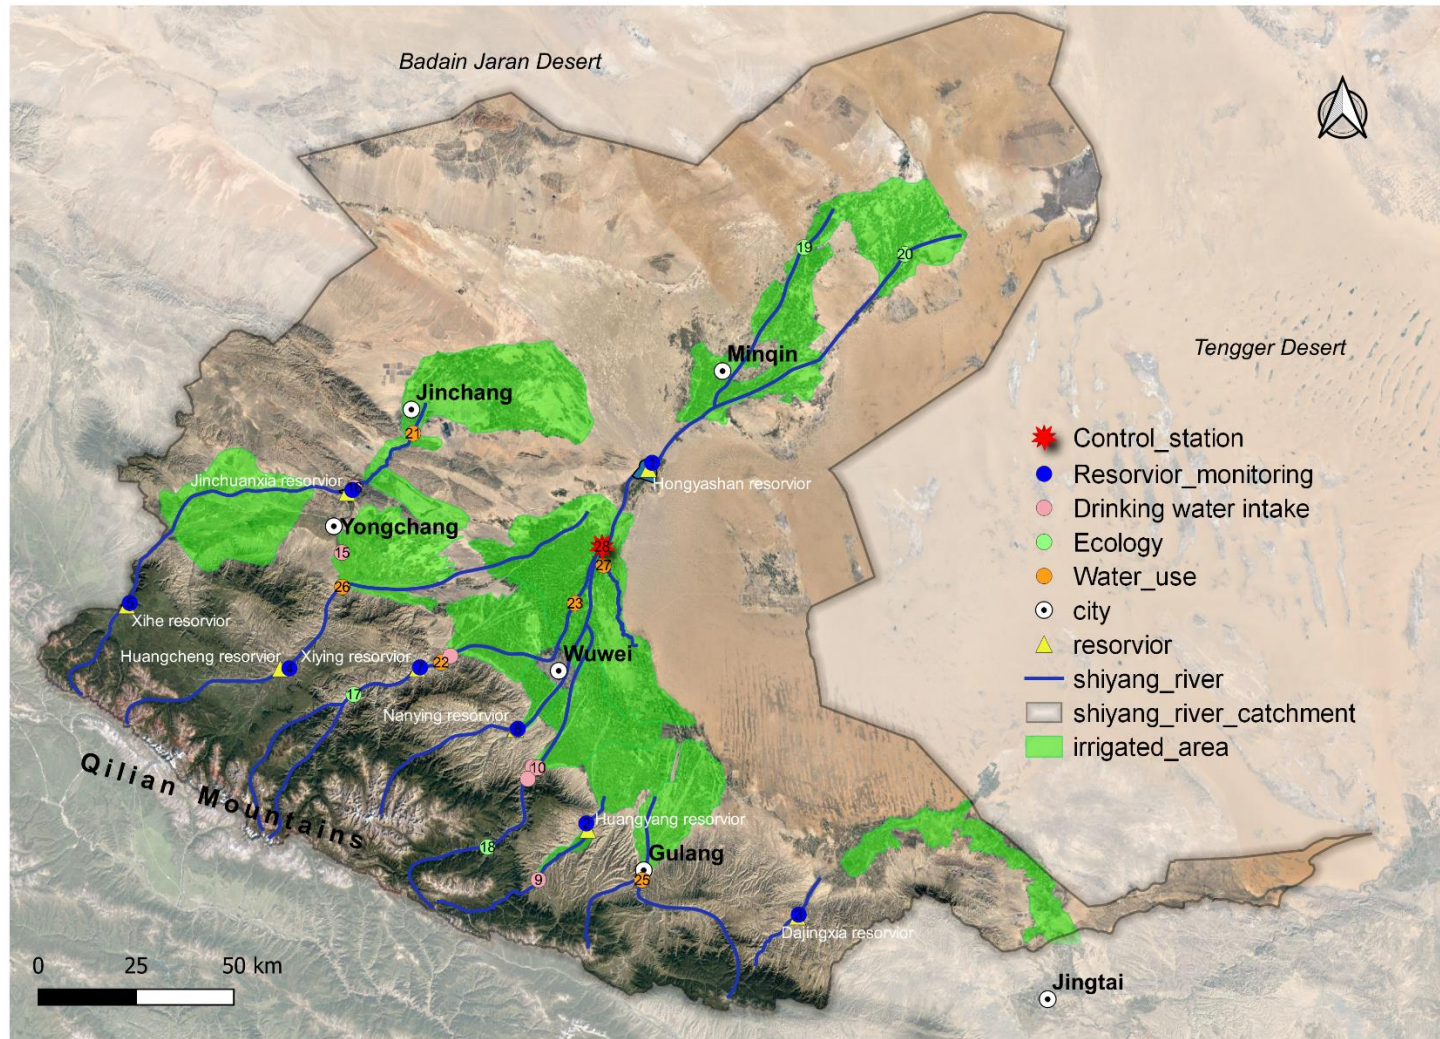 Badain Jaran Desert
19
20
Tengger Desert
Minqin
Jinchang
21
Control_station
Resorvior_monitoring
Drinking water intake
Ecology
Water_use
city
resorvior
shiyang_river
shiyang_river_catchment
irrigated_area
Jinchuanxia resorvior
Hongyashan resorvior
Yongchang
15
28
27
26
23
Xihe resorvior
Huangcheng resorvior
Xiying resorvior
22
Wuwei
17
Nanying resorvior
10
Qilian Mountains
Huangyang resorvior
18
Gulang
9
25
Dajingxia resorvior
0 25 50 km
Jingtai